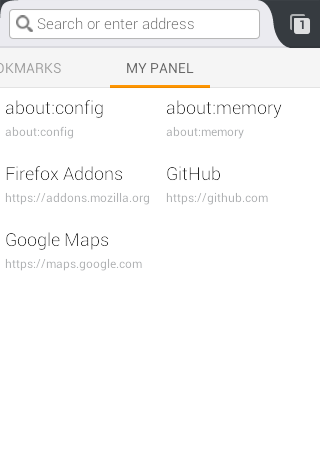 Search or enter address
1
OKMARKS
MY PANEL
about:config
about:config
about:memory
about:memory
Firefox Addons
https://addons.mozilla.org
GitHub
https://github.com
Google Maps
https://maps.google.com